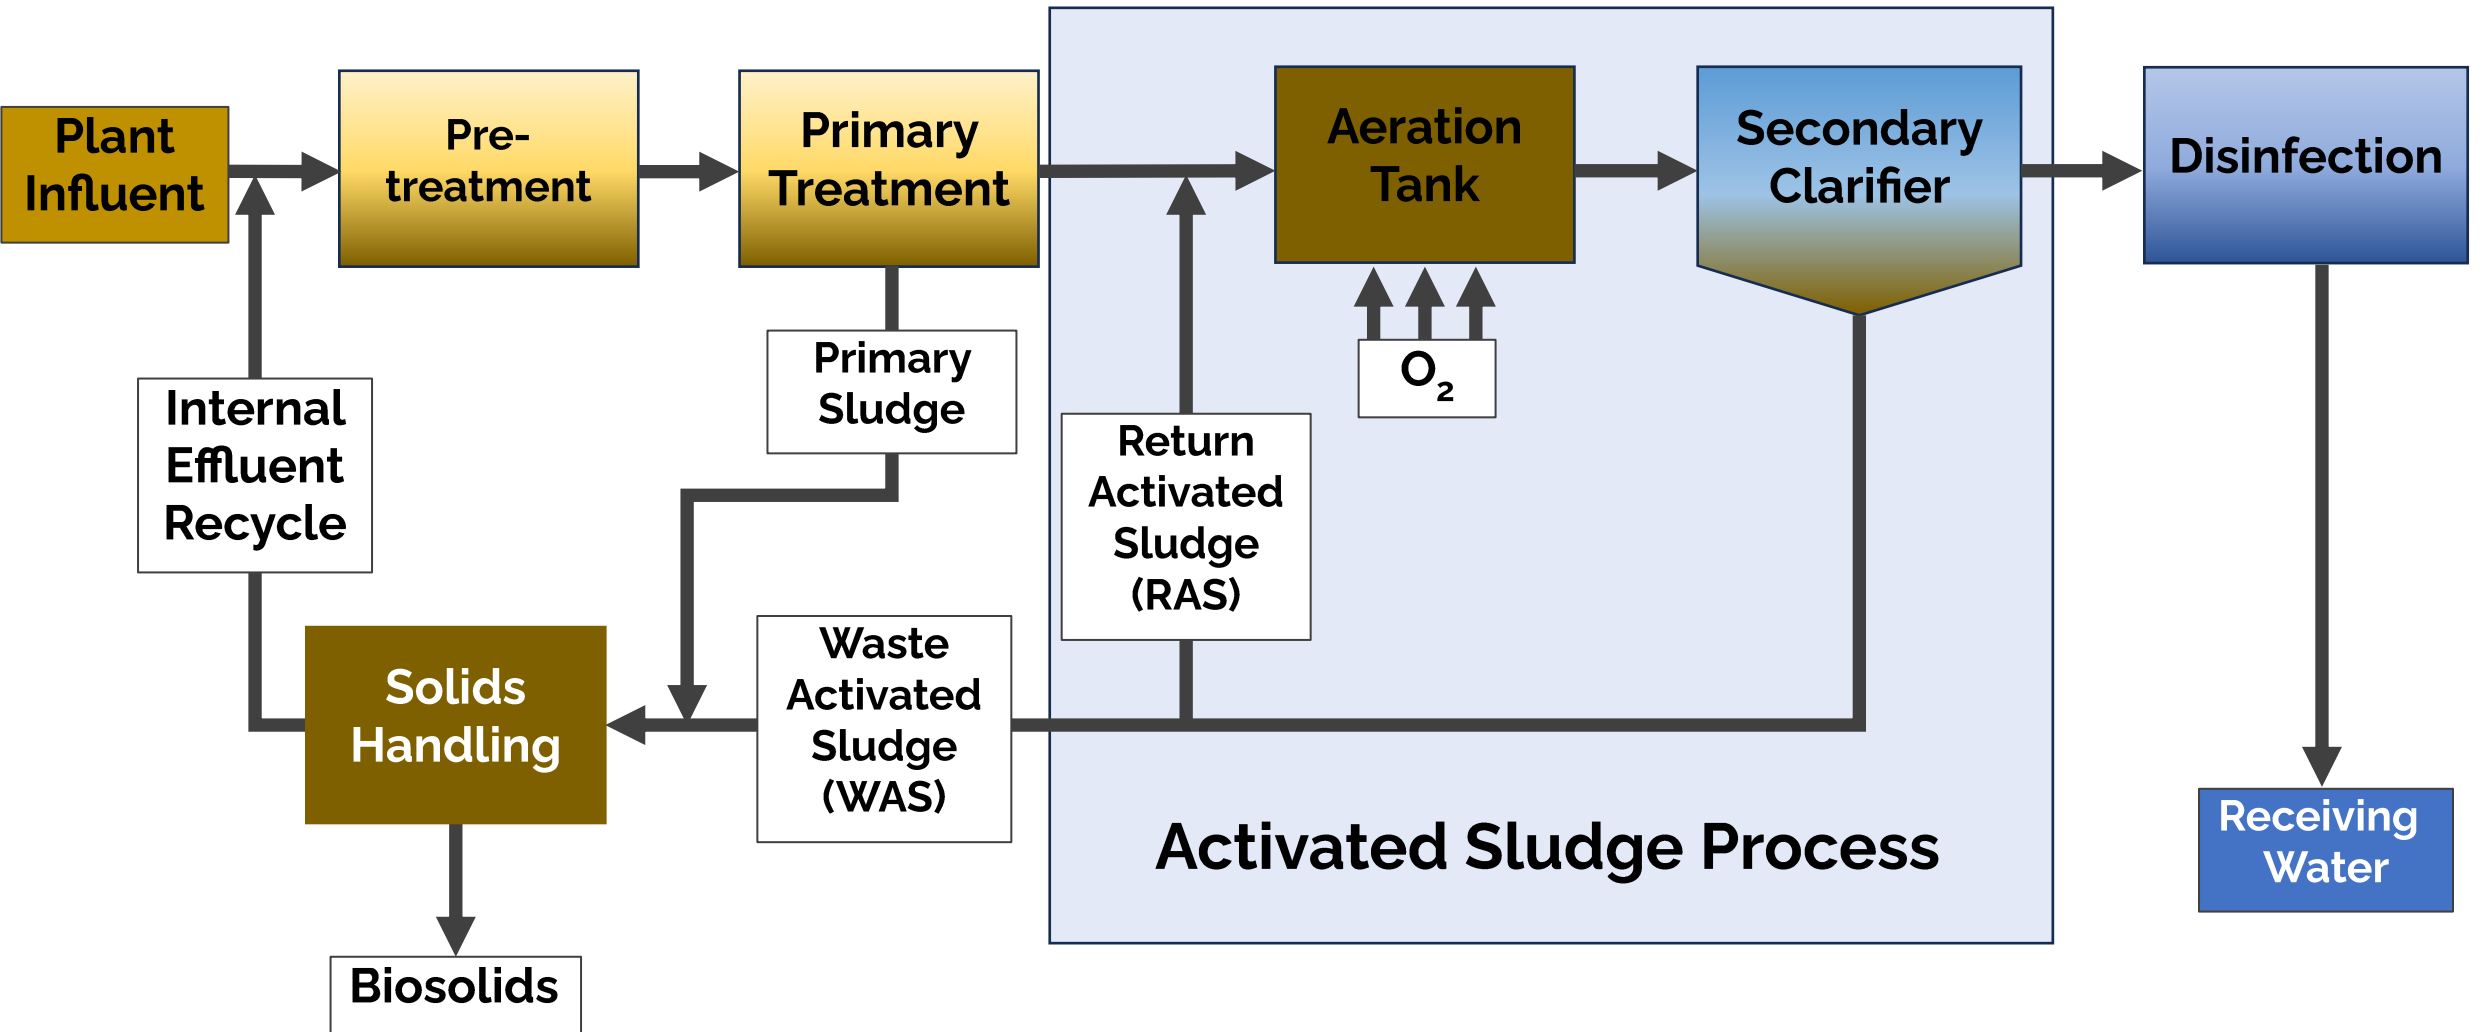 Plant
Influent
Pre-
treatment
Primary
Treatment
Aeration
Tank
Secondary
Clarifier
Disinfection
Primary
Sludge
O₂
Internal
Effluent
Recycle
Return
Activated
Sludge
(RAS)
Solids
Handling
Waste
Activated
Sludge
(WAS)
Activated Sludge Process
Receiving
Water
Biosolids